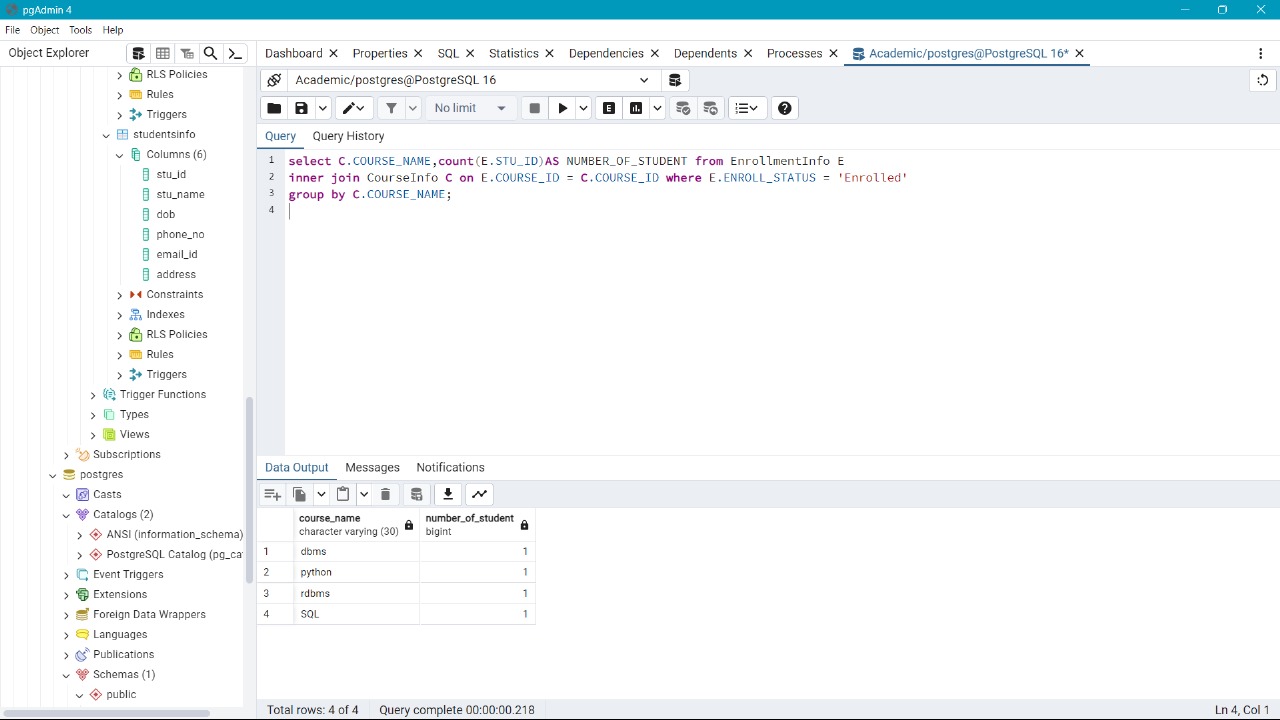 pgAdmin 4
File Object Tools Help
Object Explorer
Dashboard Properties SQL Statistics Dependencies Dependents Processes Academic/postgres@PostgreSQL 16*
RLS Policies
Rules
Triggers
studentsinfo
Columns (6)
stu_id
stu_name
dob
phone_no
email_id
address
Constraints
Indexes
RLS Policies
Rules
Triggers
Trigger Functions
Types
Views
Subscriptions
postgres
Casts
Catalogs (2)
ANSI (information_schema)
PostgreSQL Catalog (pg_ca
Event Triggers
Extensions
Foreign Data Wrappers
Languages
Publications
Schemas (1)
public
Academic/postgres@PostgreSQL 16
No limit
E
Query Query History
1 select C.COURSE_NAME,count(E.STU_ID)AS NUMBER_OF_STUDENT from EnrollmentInfo E
2 inner join CourseInfo C on E.COURSE_ID = C.COURSE_ID where E.ENROLL_STATUS = 'Enrolled'
3 group by C.COURSE_NAME;
4
Data Output Messages Notifications
course_name number_of_student
character varying (30) bigint
1 dbms 1
2 python 1
3 rdbms 1
4 SQL 1
Total rows: 4 of 4 Query complete 00:00:00.218 Ln 4, Col 1